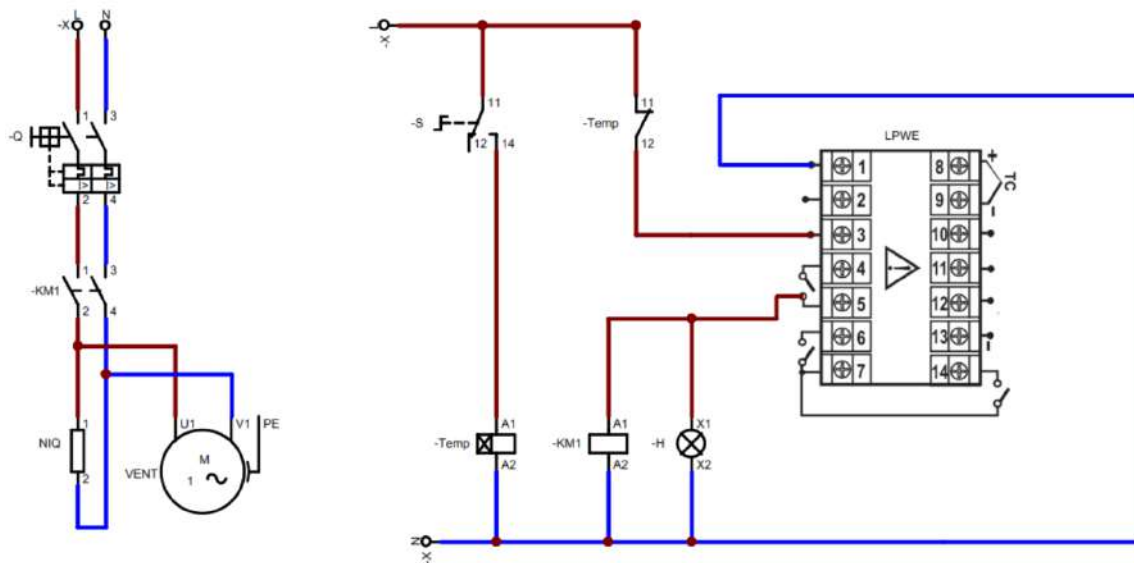 L N
-X
1 3
-Q
I> I>
2 4
1 3
-KM1
2 4
U1 V1 PE
1
NIQ
2
M
VENT
1
L
-X
11
-S
12 14
11
-Temp
12
LPWE
1 8 +
2 9 -
TC
3 10
4 11
5 12
6 13 -
7 14
A1
-Temp
A2
A1
-KM1
A2
X1
-H
X2
N
-X